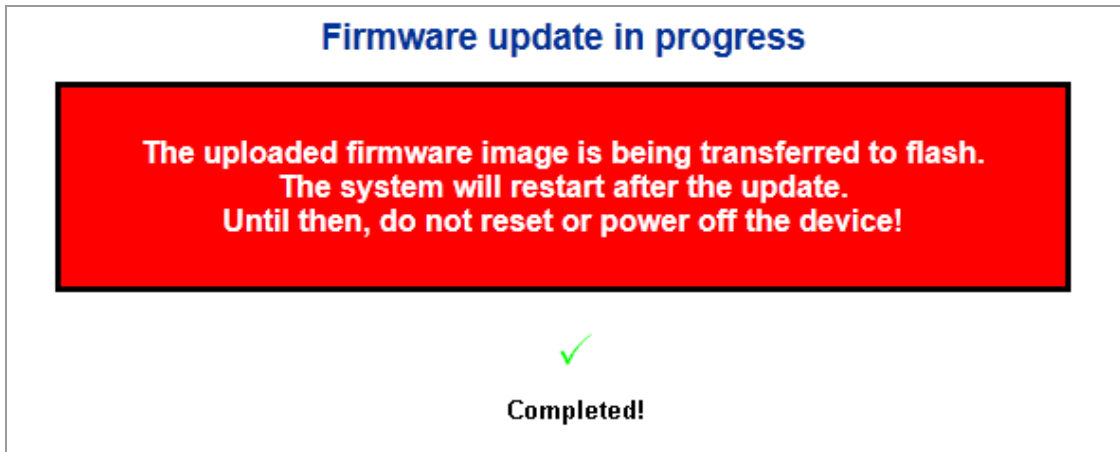 Firmware update in progress
The uploaded firmware image is being transferred to flash.
The system will restart after the update.
Until then, do not reset or power off the device!
Completed!